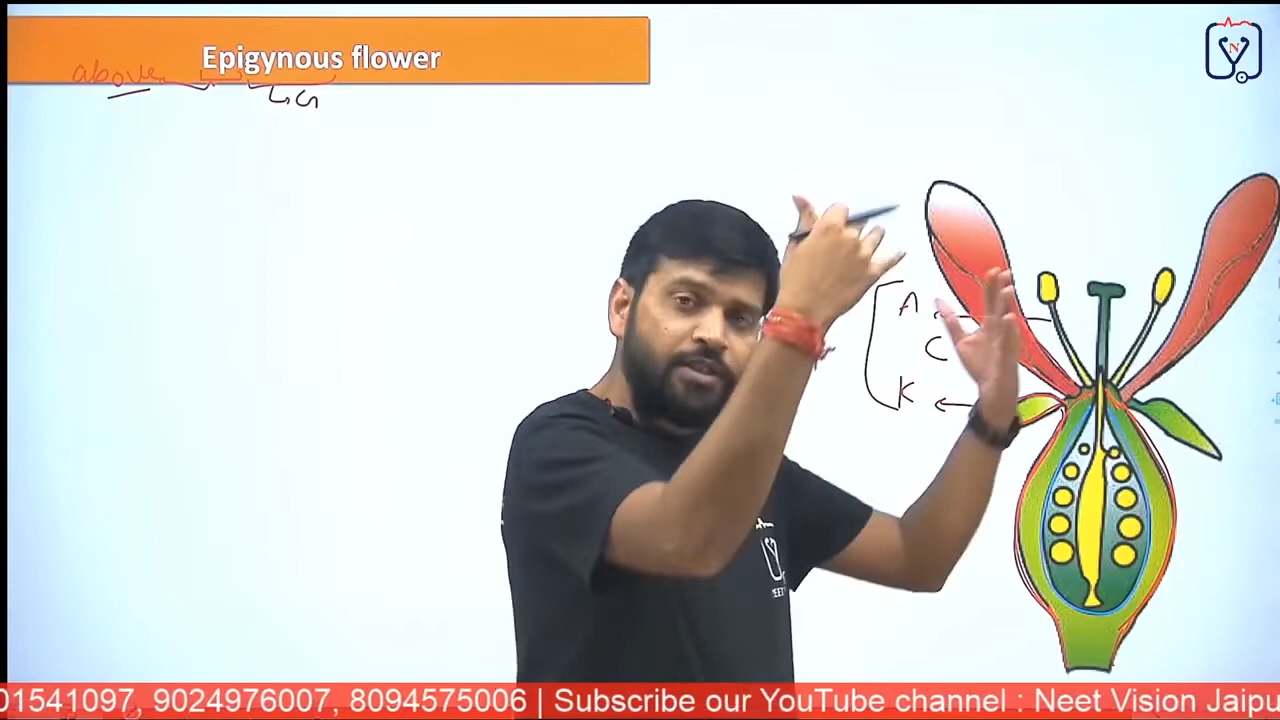 Epigynous flower
above
G
N
A
C
K
01541097, 9024976007, 8094575006 | Subscribe our YouTube channel : Neet Vision Jaipu